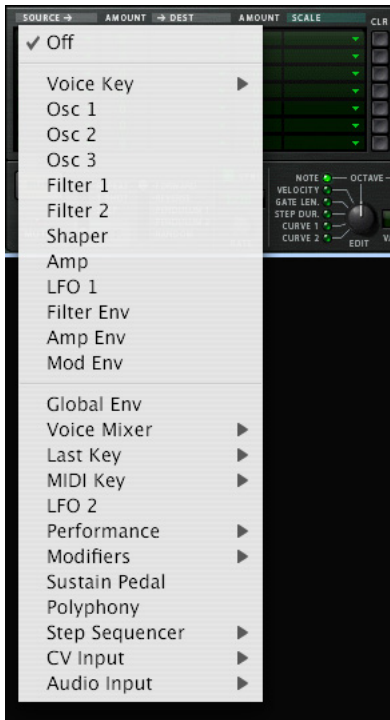 SOURCE → AMOUNT → DEST AMOUNT SCALE CLR
✓ Off
Voice Key ▶
Osc 1
Osc 2
Osc 3
Filter 1
Filter 2
Shaper
Amp
LFO 1
Filter Env
Amp Env
Mod Env
Global Env
Voice Mixer ▶
Last Key ▶
MIDI Key ▶
LFO 2
Performance ▶
Modifiers ▶
Sustain Pedal
Polyphony
Step Sequencer ▶
CV Input ▶
Audio Input ▶
NOTE OCTAVE
VELOCITY
GATE LEN.
STEP DUR.
CURVE 1
CURVE 2
EDIT